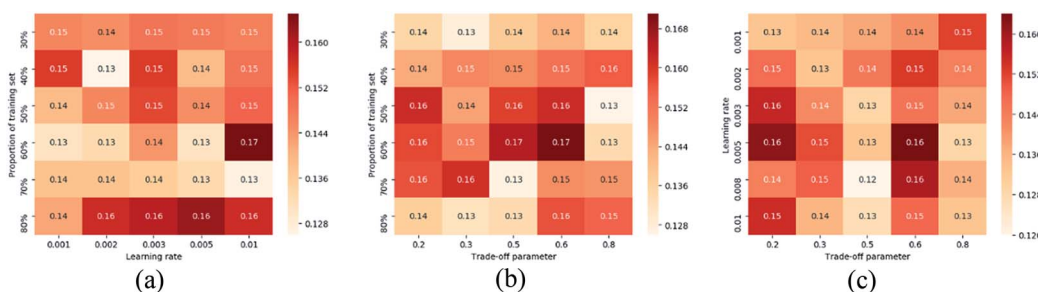 30% 0.15 0.14 0.15 0.15 0.15
40% 0.15 0.13 0.15 0.14 0.15
50% 0.14 0.15 0.15 0.14 0.15
60% 0.13 0.13 0.14 0.13 0.17
70% 0.14 0.14 0.14 0.13 0.13
80% 0.14 0.16 0.16 0.16 0.16
0.001 0.002 0.003 0.005 0.01
Learning rate
Proportion of training set
0.160
0.152
0.144
0.136
0.128
(a)
30% 0.14 0.13 0.14 0.14 0.14
40% 0.14 0.15 0.15 0.15 0.16
50% 0.16 0.14 0.16 0.16 0.13
60% 0.16 0.15 0.17 0.17 0.13
70% 0.15 0.16 0.13 0.15 0.15
80% 0.14 0.13 0.13 0.16 0.15
0.2 0.3 0.5 0.6 0.8
Trade-off parameter
Proportion of training set
0.168
0.160
0.152
0.144
0.136
0.128
(b)
0.001 0.13 0.14 0.14 0.14 0.15
0.002 0.15 0.13 0.14 0.15 0.14
0.003 0.16 0.14 0.13 0.15 0.14
0.005 0.16 0.15 0.13 0.16 0.13
0.008 0.14 0.15 0.12 0.16 0.14
0.01 0.15 0.14 0.13 0.15 0.13
0.2 0.3 0.5 0.6 0.8
Trade-off parameter
Learning rate
0.160
0.152
0.144
0.136
0.128
0.120
(c)